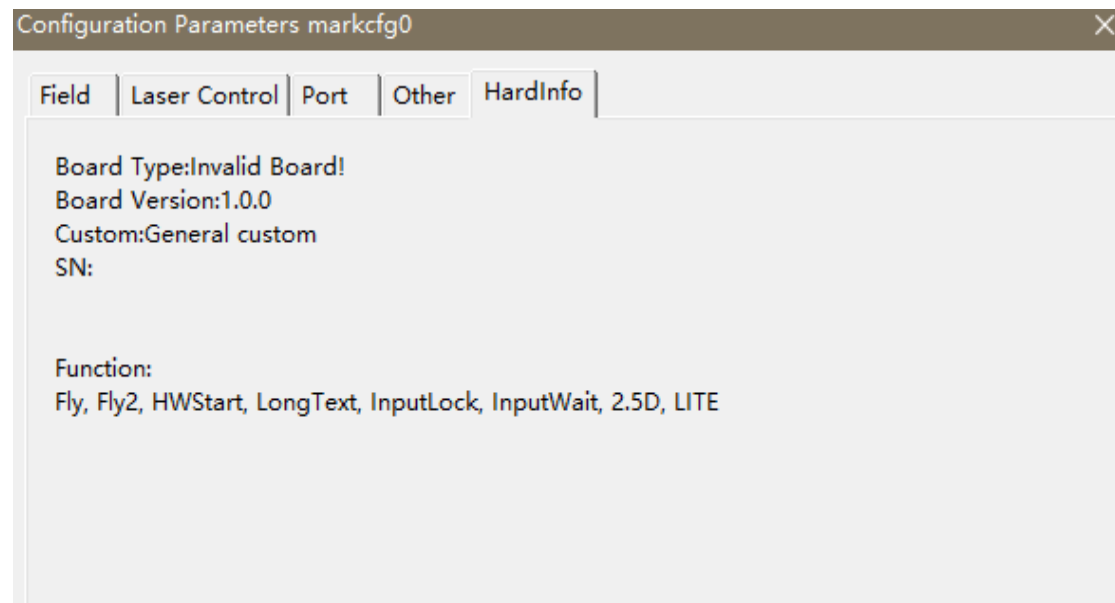 Configuration Parameters markcfg0
Field Laser Control Port Other HardInfo
Board Type:Invalid Board!
Board Version:1.0.0
Custom:General custom
SN:
Function:
Fly, Fly2, HWStart, LongText, InputLock, InputWait, 2.5D, LITE